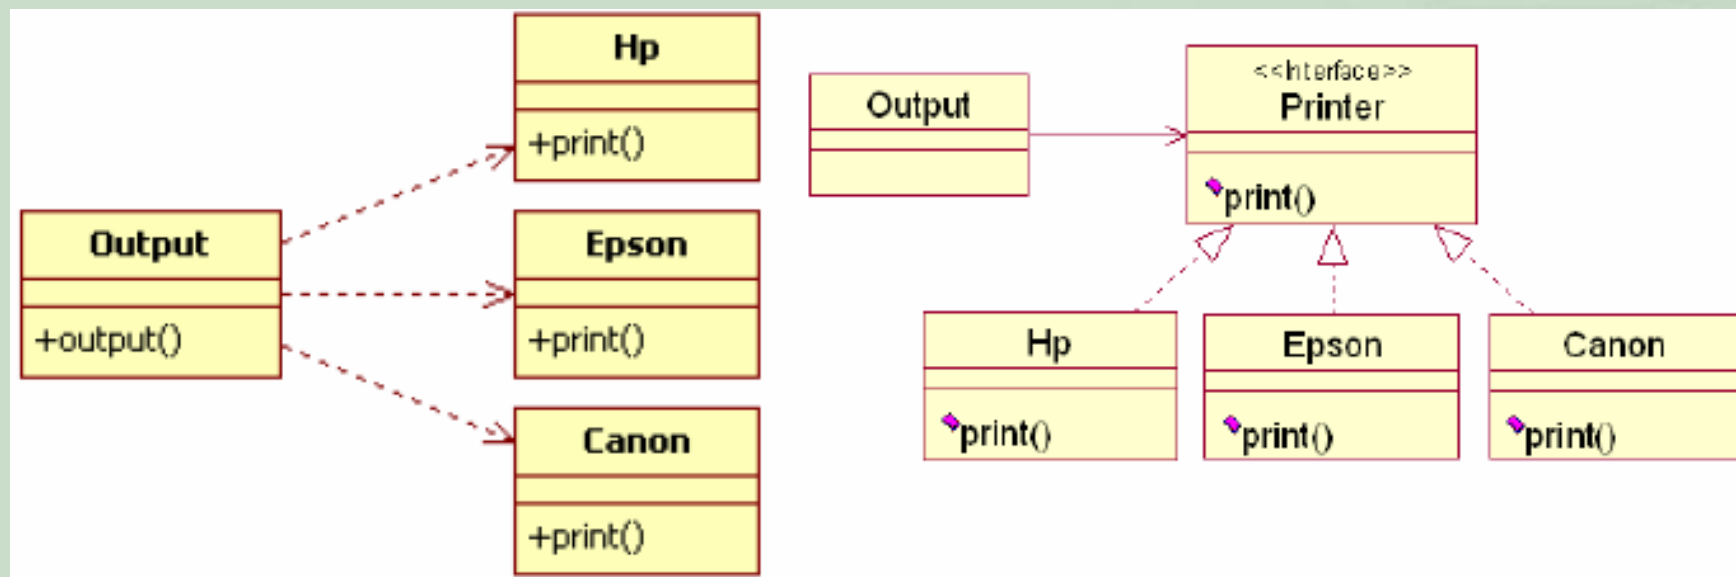 Hp
+print()
Output
+output()
Epson
+print()
Canon
+print()
Output
<<Interface>>
Printer
print()
Hp
print()
Epson
print()
Canon
print()